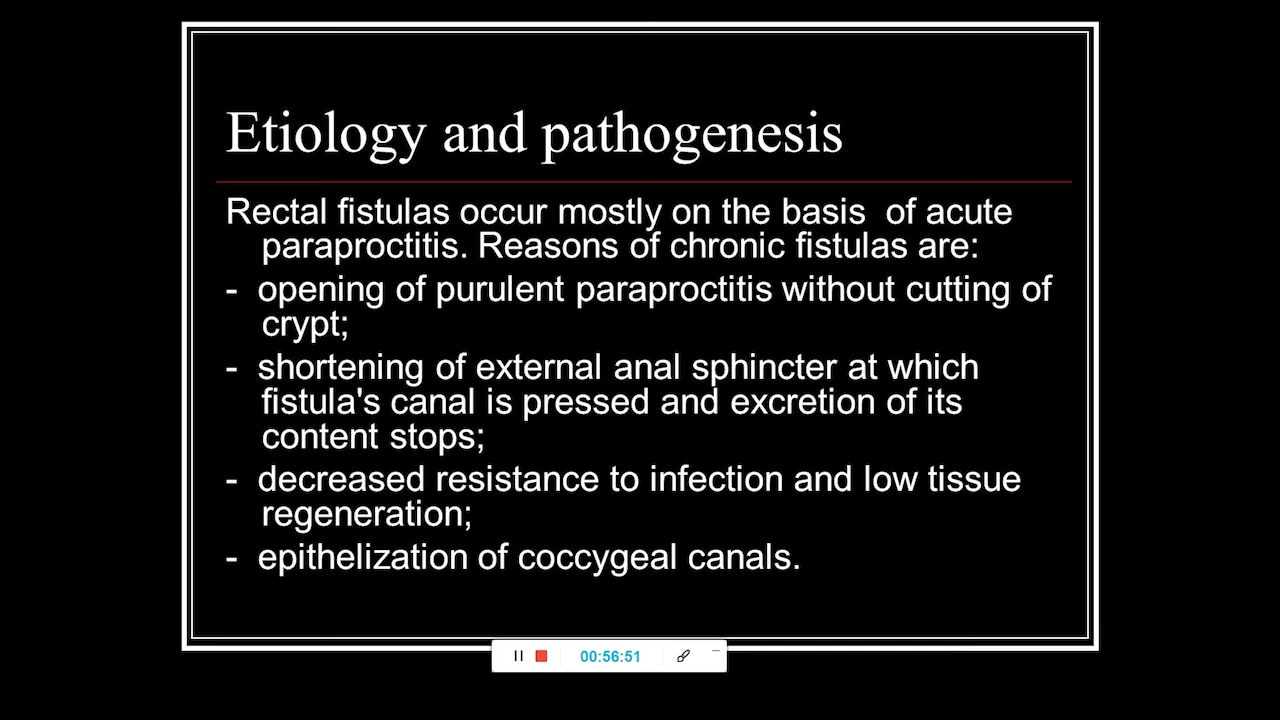 Etiology and pathogenesis
Rectal fistulas occur mostly on the basis  of acute
paraproctitis. Reasons of chronic fistulas are:
-  opening of purulent paraproctitis without cutting of
crypt;
-  shortening of external anal sphincter at which
fistula's canal is pressed and excretion of its
content stops;
-  decreased resistance to infection and low tissue
regeneration;
-  epithelization of coccygeal canals.
00:56:51